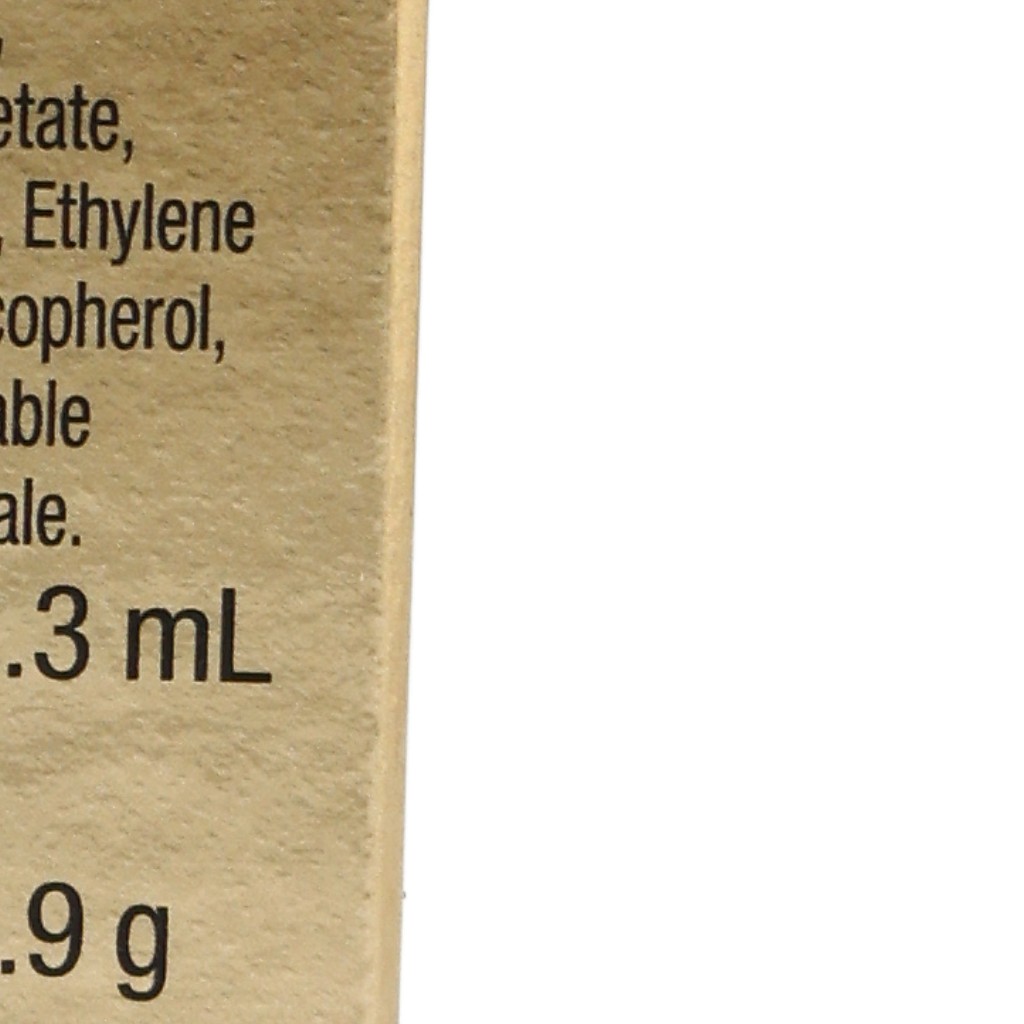 etate,
, Ethylene
copherol,
able
ale.
.3 mL
.9 g